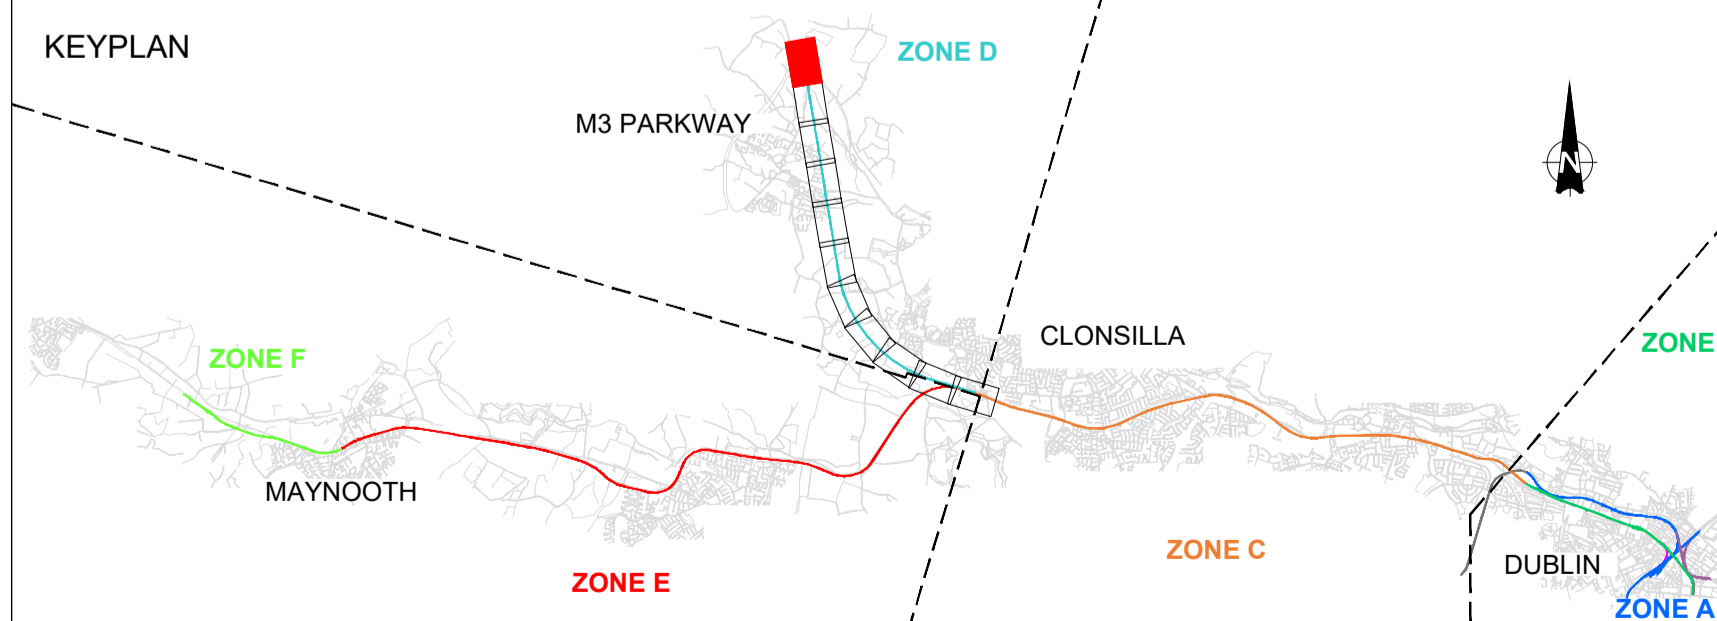 KEYPLAN
ZONE D
M3 PARKWAY
N
CLONSILLA
ZONE
ZONE F
MAYNOOTH
ZONE C
DUBLIN
ZONE E
ZONE A